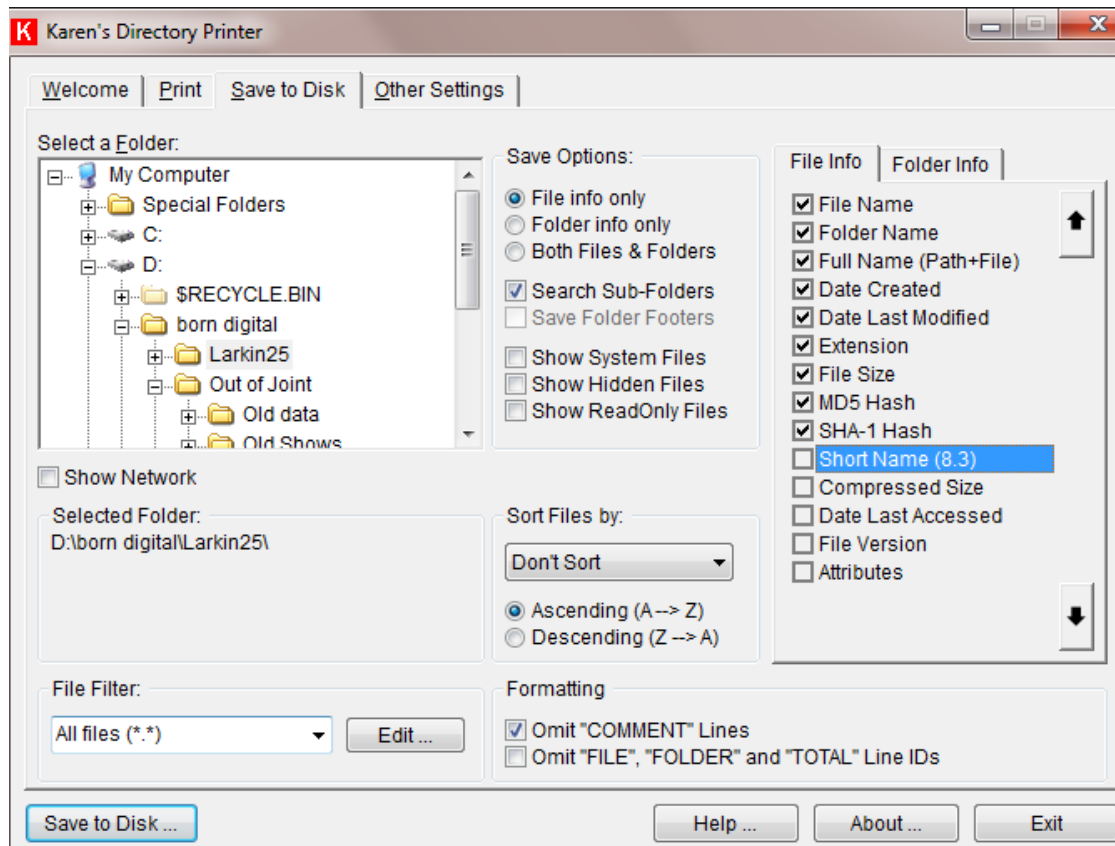 K Karen's Directory Printer
Welcome Print Save to Disk Other Settings
Select a Folder:
My Computer
Special Folders
C:
D:
$RECYCLE.BIN
born digital
Larkin25
Out of Joint
Old data
Old Shows
Show Network
Selected Folder:
D:\born digital\Larkin25\
File Filter:
All files (*.*)
Edit ...
Save Options:
File info only
Folder info only
Both Files & Folders
Search Sub-Folders
Save Folder Footers
Show System Files
Show Hidden Files
Show ReadOnly Files
Sort Files by:
Don't Sort
Ascending (A --> Z)
Descending (Z --> A)
File Info Folder Info
File Name
Folder Name
Full Name (Path+File)
Date Created
Date Last Modified
Extension
File Size
MD5 Hash
SHA-1 Hash
Short Name (8.3)
Compressed Size
Date Last Accessed
File Version
Attributes
Formatting
Omit "COMMENT" Lines
Omit "FILE", "FOLDER" and "TOTAL" Line IDs
Save to Disk ... Help ... About ... Exit